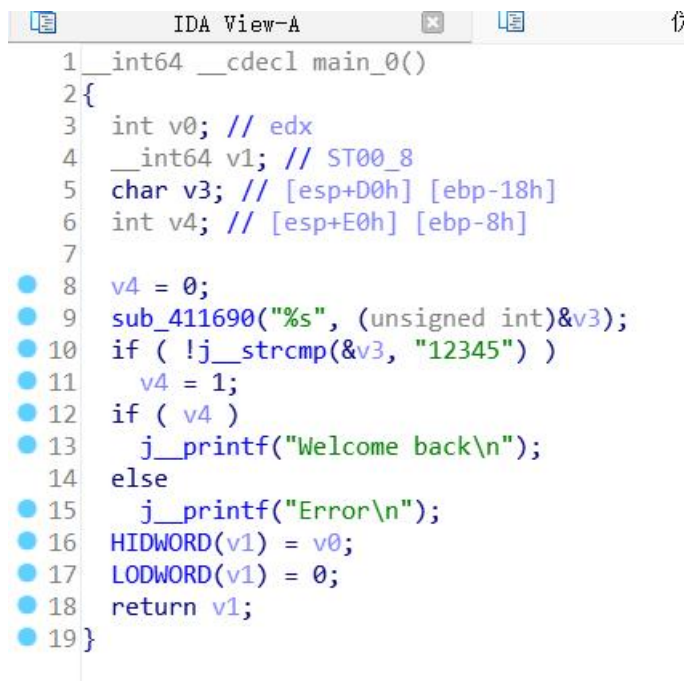 IDA View-A
1 __int64 __cdecl main_0()
2 {
3   int v0; // edx
4   __int64 v1; // ST00_8
5   char v3; // [esp+D0h] [ebp-18h]
6   int v4; // [esp+E0h] [ebp-8h]
7
8   v4 = 0;
9   sub_411690("%s", (unsigned int)&v3);
10   if ( !j__strcmp(&v3, "12345") )
11     v4 = 1;
12   if ( v4 )
13     j__printf("Welcome back\n");
14   else
15     j__printf("Error\n");
16   HIDWORD(v1) = v0;
17   LODWORD(v1) = 0;
18   return v1;
19 }